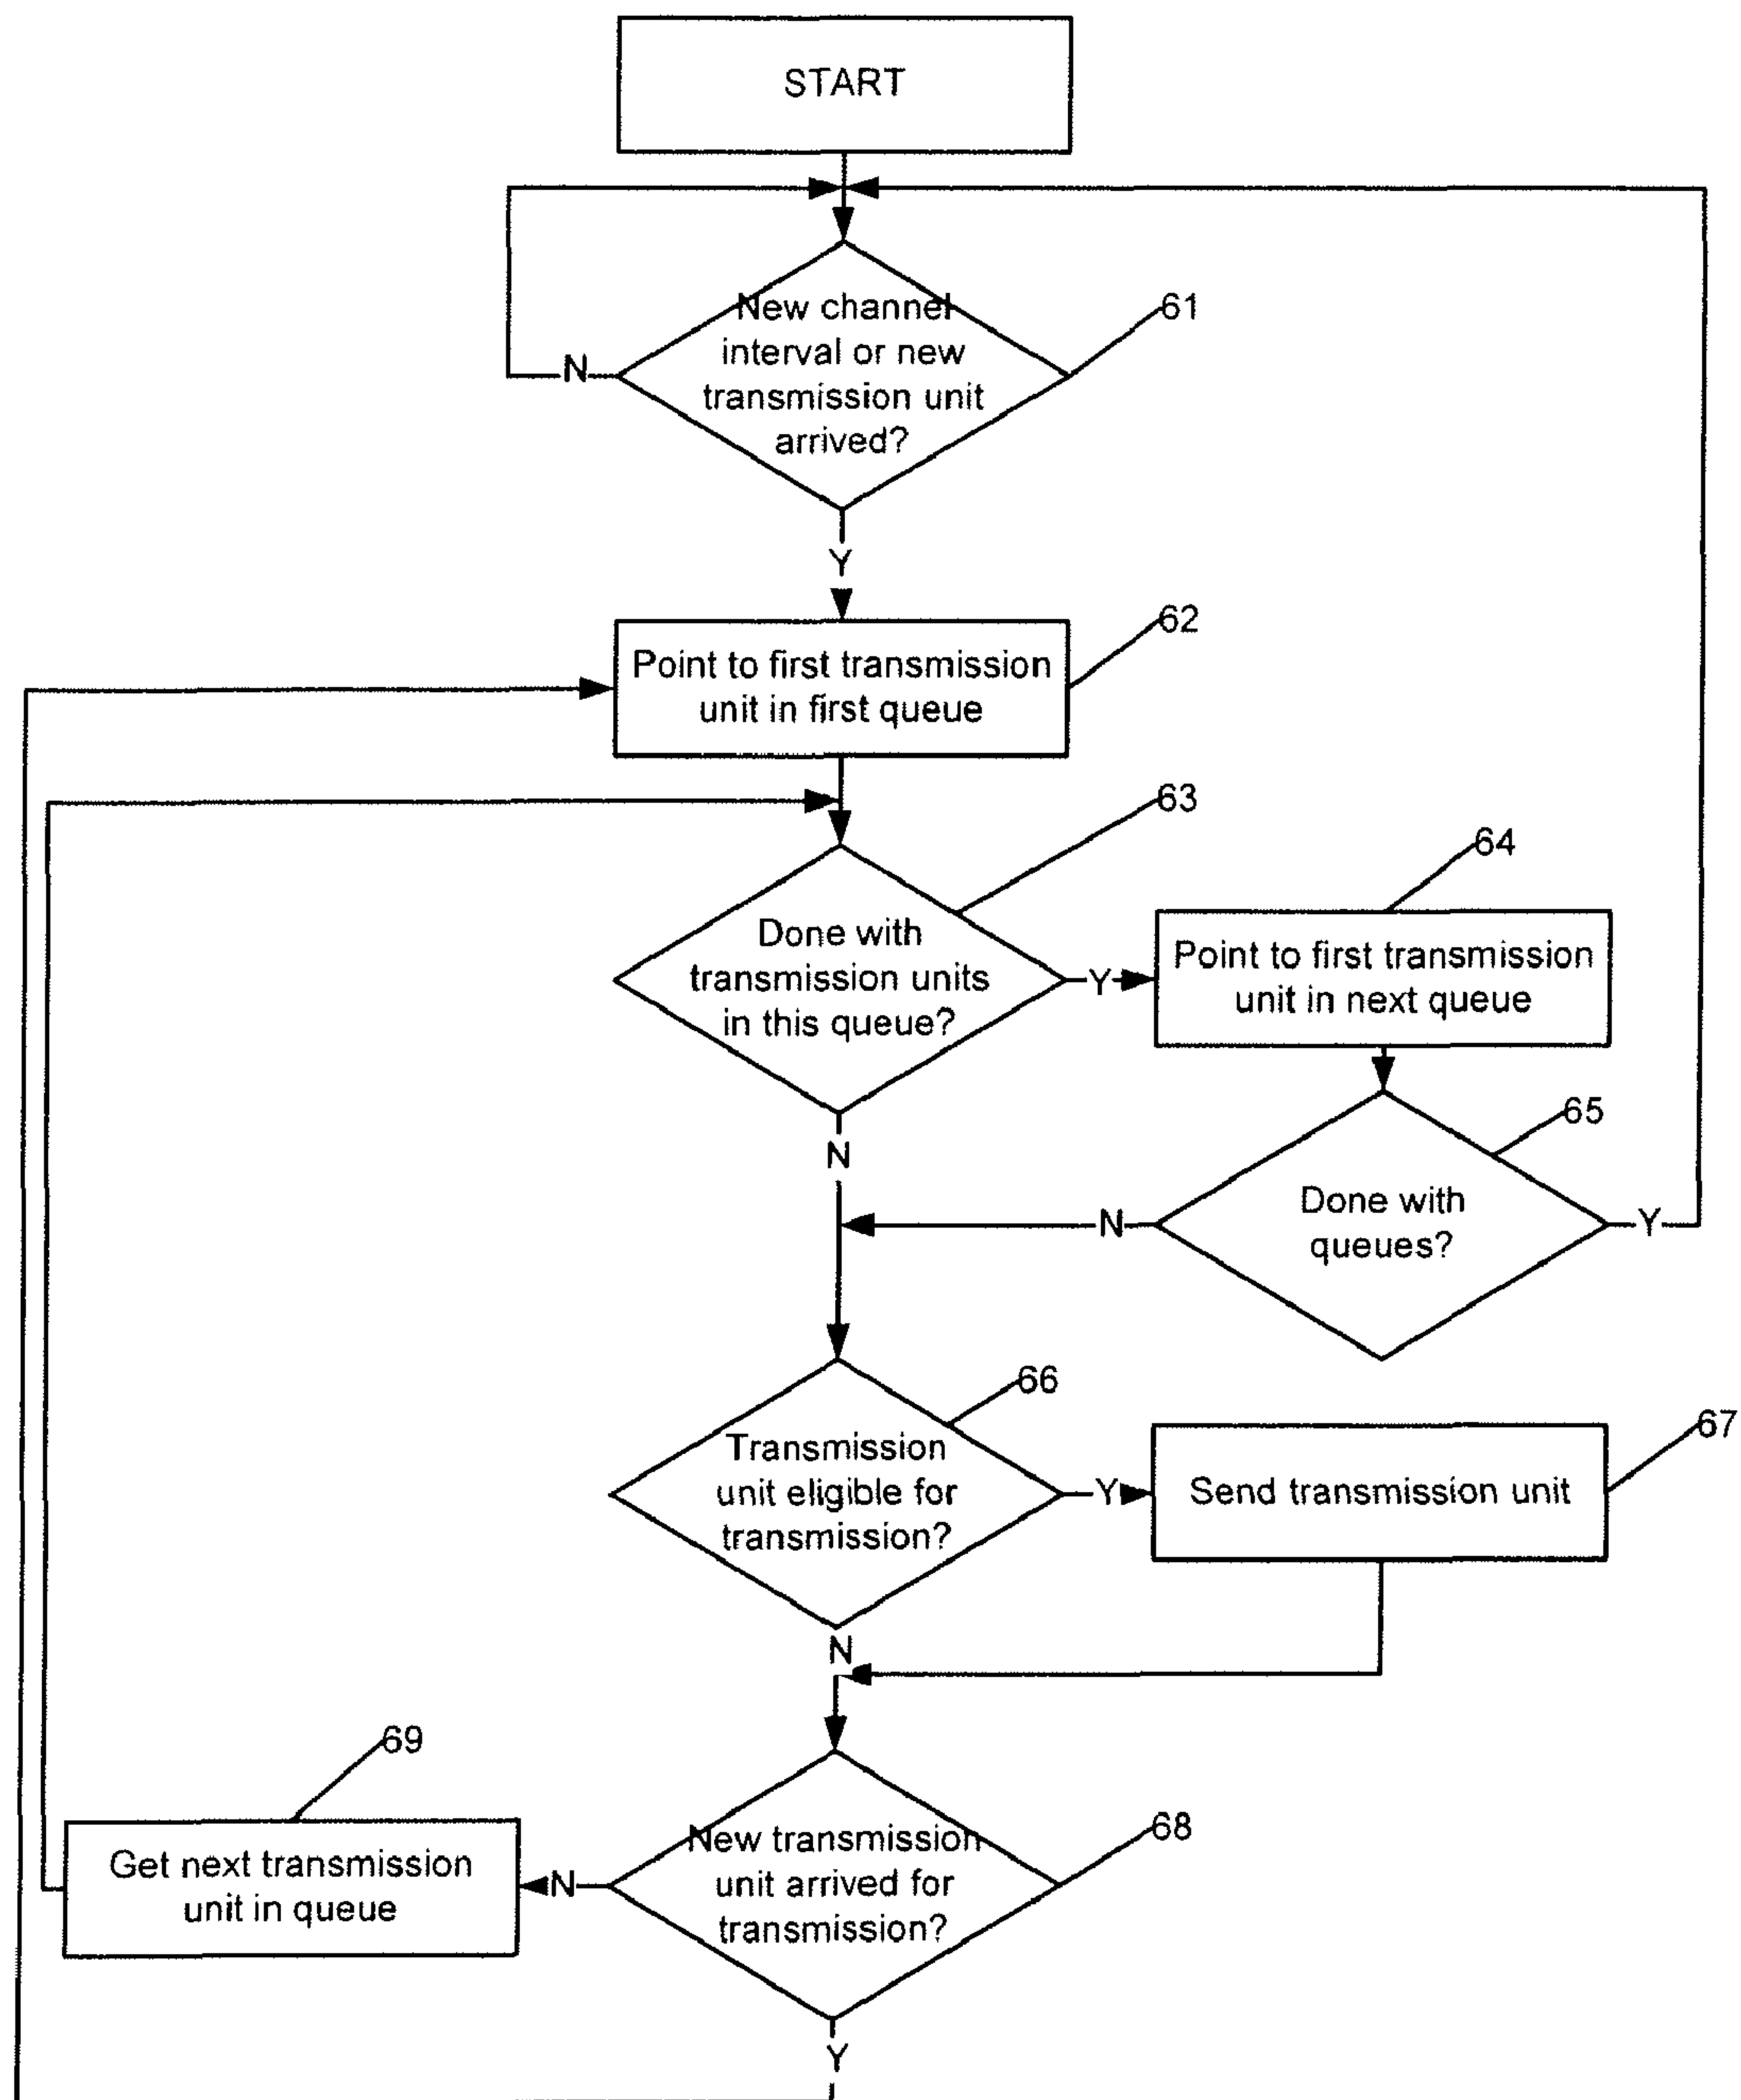 START
New channel
interval or new
transmission unit
arrived?
61
N
Y
Point to first transmission
unit in first queue
62
63
Done with
transmission units
in this queue?
Y
64
Point to first transmission
unit in next queue
N
65
Done with
queues?
N
Y
66
Transmission
unit eligible for
transmission?
Y
67
Send transmission unit
N
69
Get next transmission
unit in queue
N
68
New transmission
unit arrived for
transmission?
Y